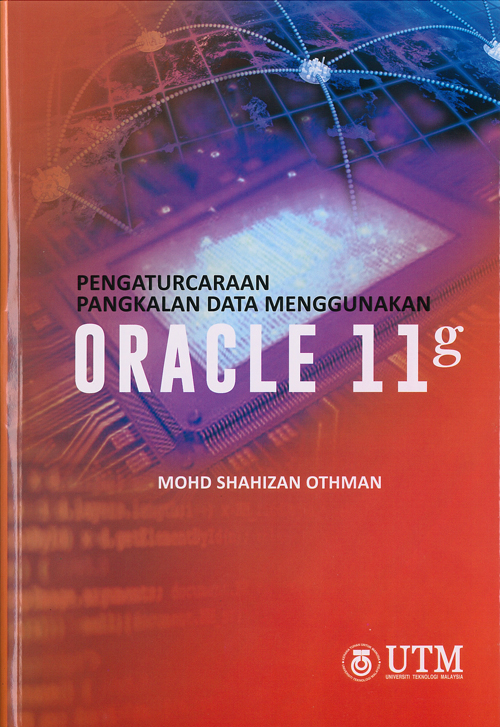 PENGATURCARAAN
PANGKALAN DATA MENGGUNAKAN
ORACLE 11g
MOHD SHAHIZAN OTHMAN
UTM
UNIVERSITI TEKNOLOGI MALAYSIA